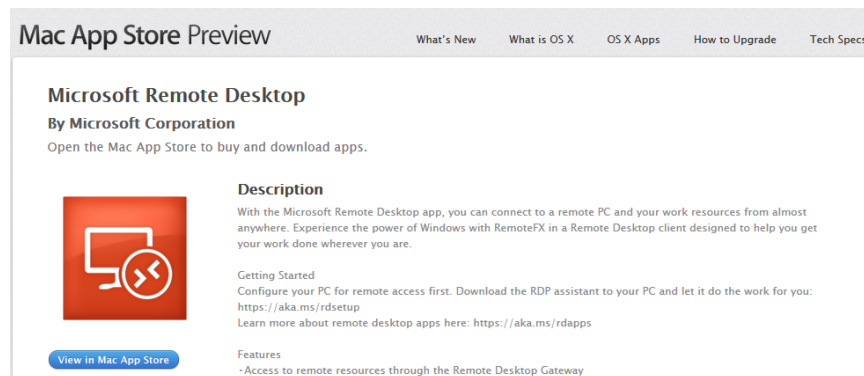 Mac App Store Preview
What's New What is OS X OS X Apps How to Upgrade Tech Specs
Microsoft Remote Desktop
By Microsoft Corporation
Open the Mac App Store to buy and download apps.
Description
With the Microsoft Remote Desktop app, you can connect to a remote PC and your work resources from almost
anywhere. Experience the power of Windows with RemoteFX in a Remote Desktop client designed to help you get
your work done wherever you are.
Getting Started
Configure your PC for remote access first. Download the RDP assistant to your PC and let it do the work for you:
https://aka.ms/rdsetup
Learn more about remote desktop apps here: https://aka.ms/rdapps
View in Mac App Store
Features
-Access to remote resources through the Remote Desktop Gateway